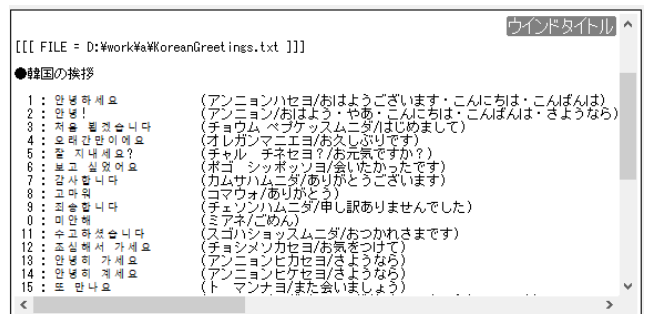 ウインドタイトル
[[[ FILE = D:¥work¥a¥KoreanGreetings.txt ]]]
●韓国の挨拶
1 : 안녕하세요 (アンニョンハセヨ/おはようございます・こんにちは・こんばんは)
2 : 안녕! (アンニョン/おはよう・やあ・こんにちは・こんばんは・さようなら)
3 : 처음 뵙겠습니다 (チョウム ペプケッスムニダ/はじめまして)
4 : 오래간만이에요 (オレガンマニエヨ/お久しぶりです)
5 : 잘 지내세요? (チャル チネセヨ?/お元気ですか?)
6 : 보고 싶었어요 (ポゴ シッポッソヨ/会いたかったです)
7 : 감사합니다 (カムサハムニダ/ありがとうございます)
8 : 고마워 (コマウォ/ありがとう)
9 : 죄송합니다 (チェソンハムニダ/申し訳ありませんでした)
0 : 미안해 (ミアネ/ごめん)
11 : 수고하셨습니다 (スゴハショッスムニダ/おつかれさまです)
12 : 조심해서 가세요 (チョシメソカセヨ/お気をつけて)
13 : 안녕히 가세요 (アンニョンヒカセヨ/さようなら)
14 : 안녕히 계세요 (アンニョンヒケセヨ/さようなら)
15 : 또 만나요 (ト マンナヨ/また会いましょう)